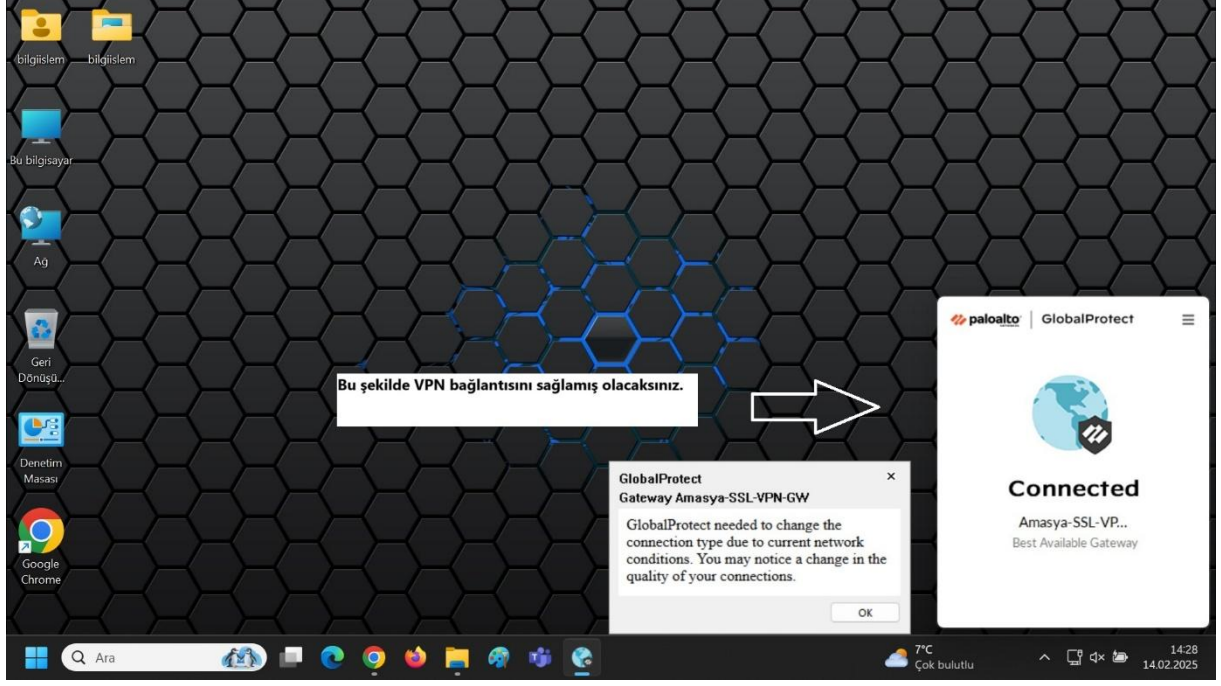 bilgiislem
bilgiislem
Bu bilgisayar
Ağ
Geri
Dönüşü...
Denetim
Masası
Google
Chrome
Bu şekilde VPN bağlantısını sağlamış olacaksınız.
paloalto
GlobalProtect
Connected
Amasya-SSL-VP...
Best Available Gateway
GlobalProtect
Gateway Amasya-SSL-VPN-GW
GlobalProtect needed to change the
connection type due to current network
conditions. You may notice a change in the
quality of your connections.
OK
Ara
7°C
Çok bulutlu
14:28
14.02.2025